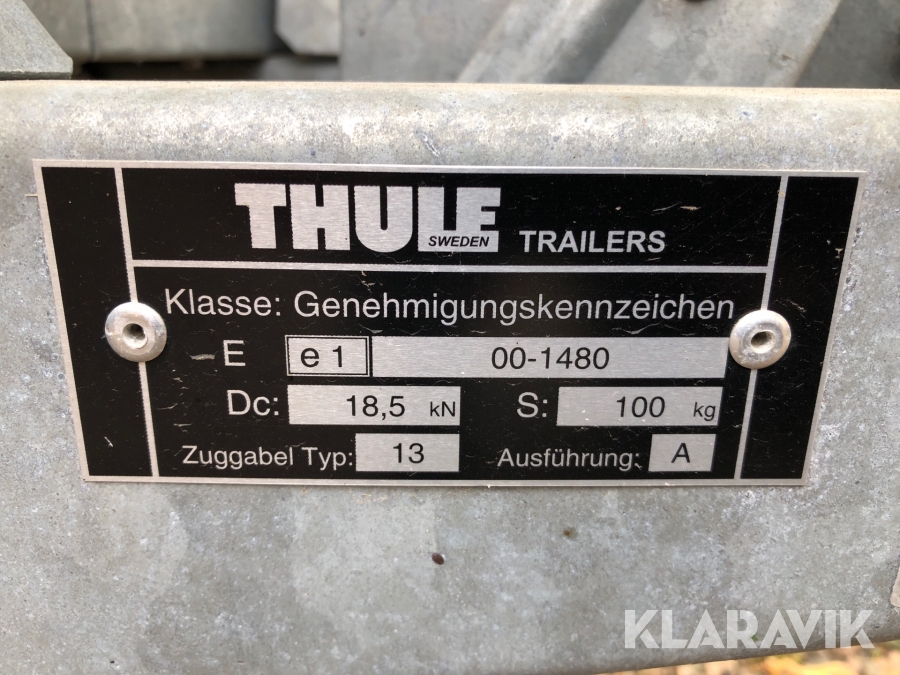 THULE
SWEDEN TRAILERS
Klasse: Genehmigungskennzeichen
E e 1 00-1480
Dc: 18,5 kN S: 100 kg
Zuggabel Typ: 13 Ausführung: A
KLARAVIK